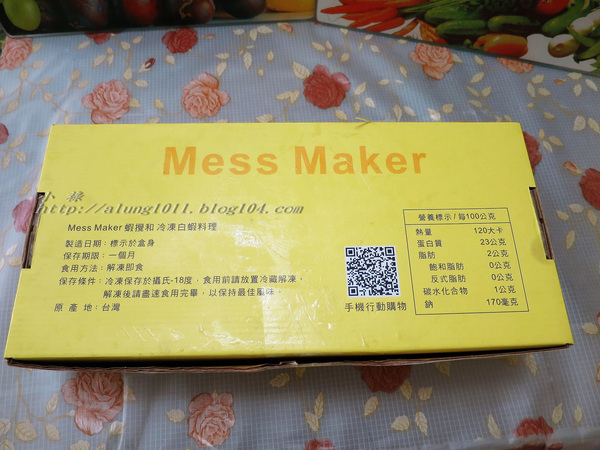 Mess Maker
小 綠
http://alung1011.blog104.com
Mess Maker 蝦攪和 冷凍白蝦料理
製造日期：標示於盒身
保存期限：一個月
食用方法：解凍即食
保存條件：冷凍保存於攝氏-18度，食用前請放置冷藏解凍，
解凍後請盡速食用完畢，以保持最佳風味。
原 產 地：台灣
手機行動購物
營養標示 / 每100公克
熱量 120大卡
蛋白質 23公克
脂肪 2公克
飽和脂肪 0公克
反式脂肪 0公克
碳水化合物 1公克
鈉 170毫克